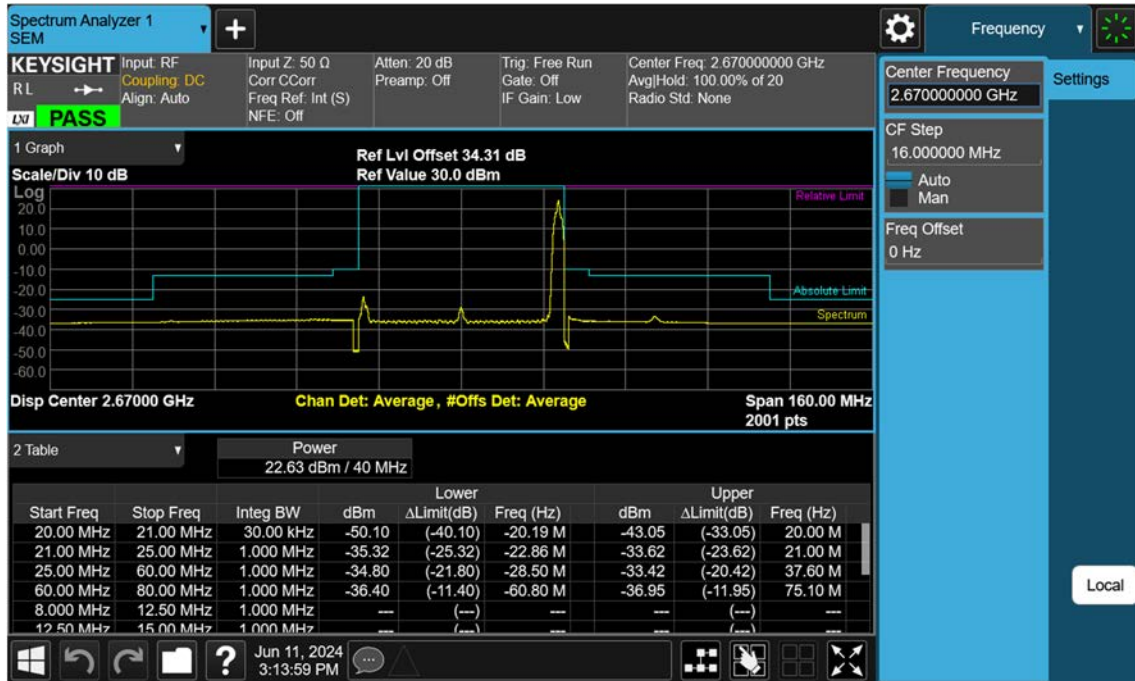 Spectrum Analyzer 1
SEM
+
Frequency
KEYSIGHT
RL
LXI
PASS
Input: RF
Coupling: DC
Align: Auto
Input Z: 50 Ω
Corr CCorr
Freq Ref: Int (S)
NFE: Off
Atten: 20 dB
Preamp: Off
Trig: Free Run
Gate: Off
IF Gain: Low
Center Freq: 2.670000000 GHz
Avg|Hold: 100.00% of 20
Radio Std: None
Center Frequency
2.670000000 GHz
Settings
CF Step
16.000000 MHz
Auto
Man
Freq Offset
0 Hz
Local
1 Graph
Scale/Div 10 dB
Ref Lvl Offset 34.31 dB
Ref Value 30.0 dBm
Log
20.0
10.0
0.00
-10.0
-20.0
-30.0
-40.0
-50.0
-60.0
Relative Limit
Absolute Limit
Spectrum
Disp Center 2.67000 GHz
Chan Det: Average, #Offs Det: Average
Span 160.00 MHz
2001 pts
2 Table
Power
22.63 dBm / 40 MHz
Lower Upper
Start Freq Stop Freq Integ BW dBm ΔLimit(dB) Freq (Hz) dBm ΔLimit(dB) Freq (Hz)
20.00 MHz 21.00 MHz 30.00 kHz -50.10 (-40.10) -20.19 M -43.05 (-33.05) 20.00 M
21.00 MHz 25.00 MHz 1.000 MHz -35.32 (-25.32) -22.86 M -33.62 (-23.62) 21.00 M
25.00 MHz 60.00 MHz 1.000 MHz -34.80 (-21.80) -28.50 M -33.42 (-20.42) 37.60 M
60.00 MHz 80.00 MHz 1.000 MHz -36.40 (-11.40) -60.80 M -36.95 (-11.95) 75.10 M
8.000 MHz 12.50 MHz 1.000 MHz --- (---) --- --- (---) ---
12.50 MHz 15.00 MHz 1.000 MHz --- (---) --- --- (---) ---
?
Jun 11, 2024
3:13:59 PM